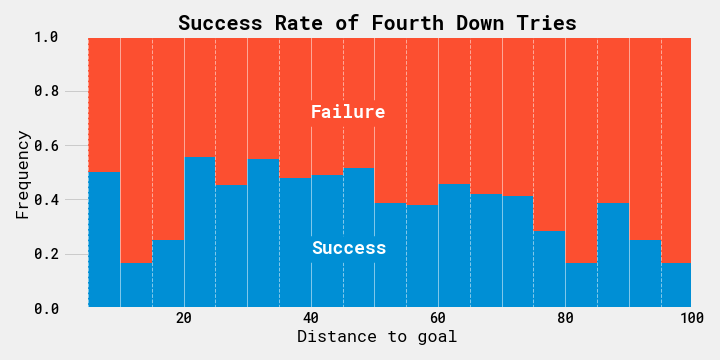 Success Rate of Fourth Down Tries
1.0
0.8
0.6
0.4
0.2
0.0
Frequency
Failure
Success
20 40 60 80 100
Distance to goal